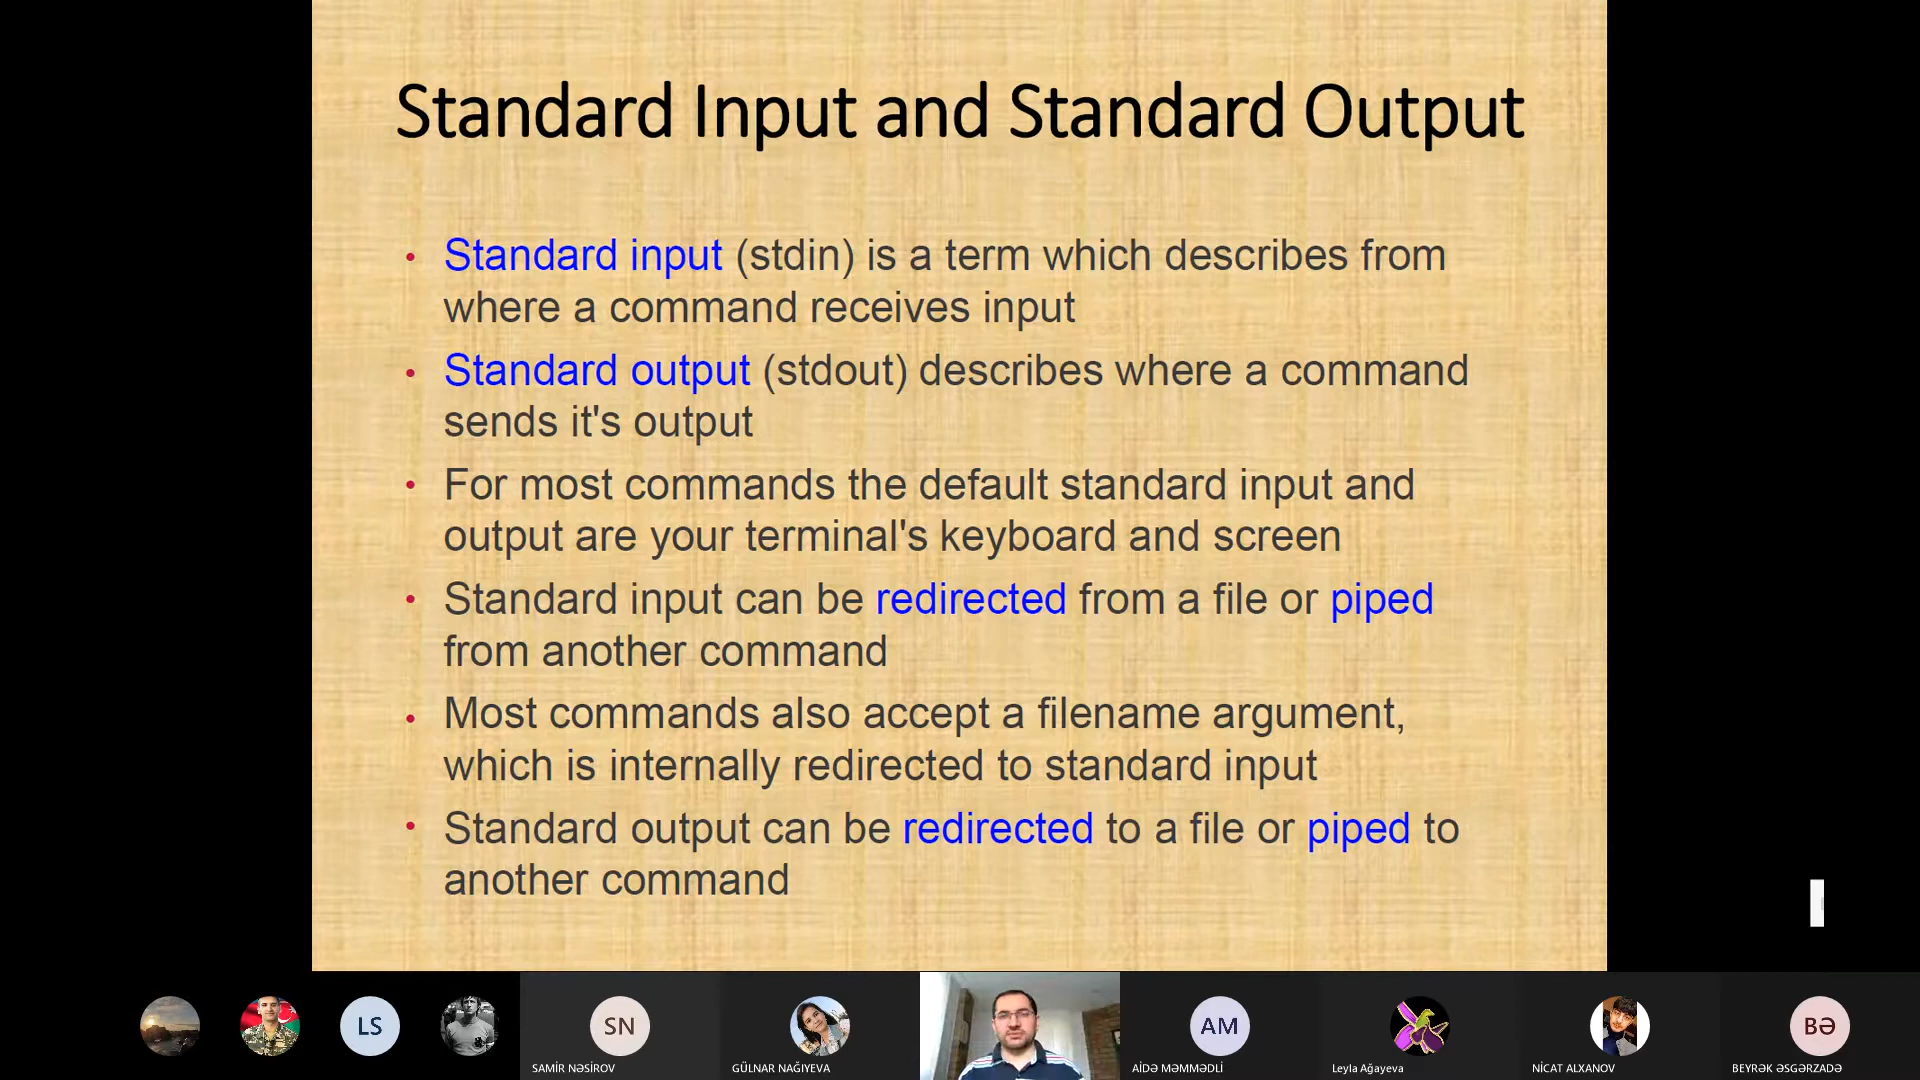 Standard Input and Standard Output
• Standard input (stdin) is a term which describes from
where a command receives input
• Standard output (stdout) describes where a command
sends it's output
• For most commands the default standard input and
output are your terminal's keyboard and screen
• Standard input can be redirected from a file or piped
from another command
• Most commands also accept a filename argument,
which is internally redirected to standard input
• Standard output can be redirected to a file or piped to
another command
LS
SN
AM
BƏ
SAMİR NƏSİROV
GÜLNAR NAĞIYEVA
AİDƏ MƏMMƏDLİ
Leyla Ağayeva
NİCAT ALXANOV
BEYRƏK ƏSGƏRZADƏ